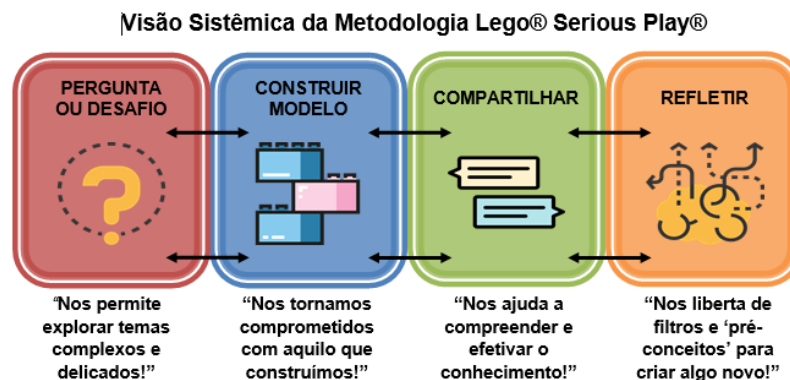 Visão Sistêmica da Metodologia Lego® Serious Play®
PERGUNTA
OU DESAFIO
CONSTRUIR
MODELO
COMPARTILHAR
REFLETIR
?
“Nos permite
explorar temas
complexos e
delicados!”
“Nos tornamos
comprometidos
com aquilo que
construímos!”
“Nos ajuda a
compreender e
efetivar o
conhecimento!”
“Nos liberta de
filtros e ‘pré-
conceitos’ para
criar algo novo!”